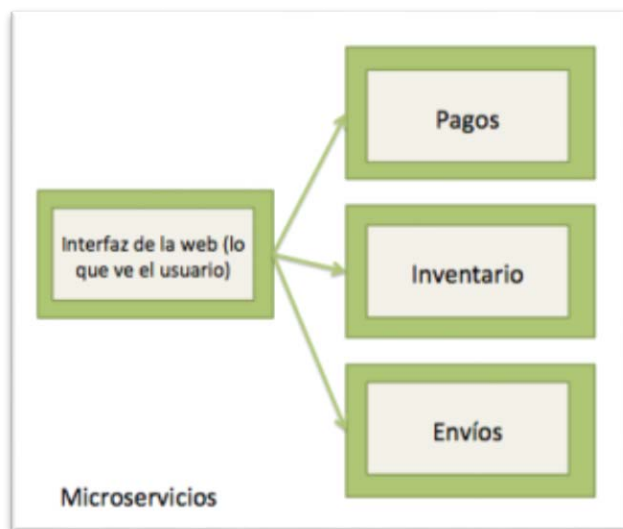 Pagos
Interfaz de la web (lo
que ve el usuario)
Inventario
Envíos
Microservicios